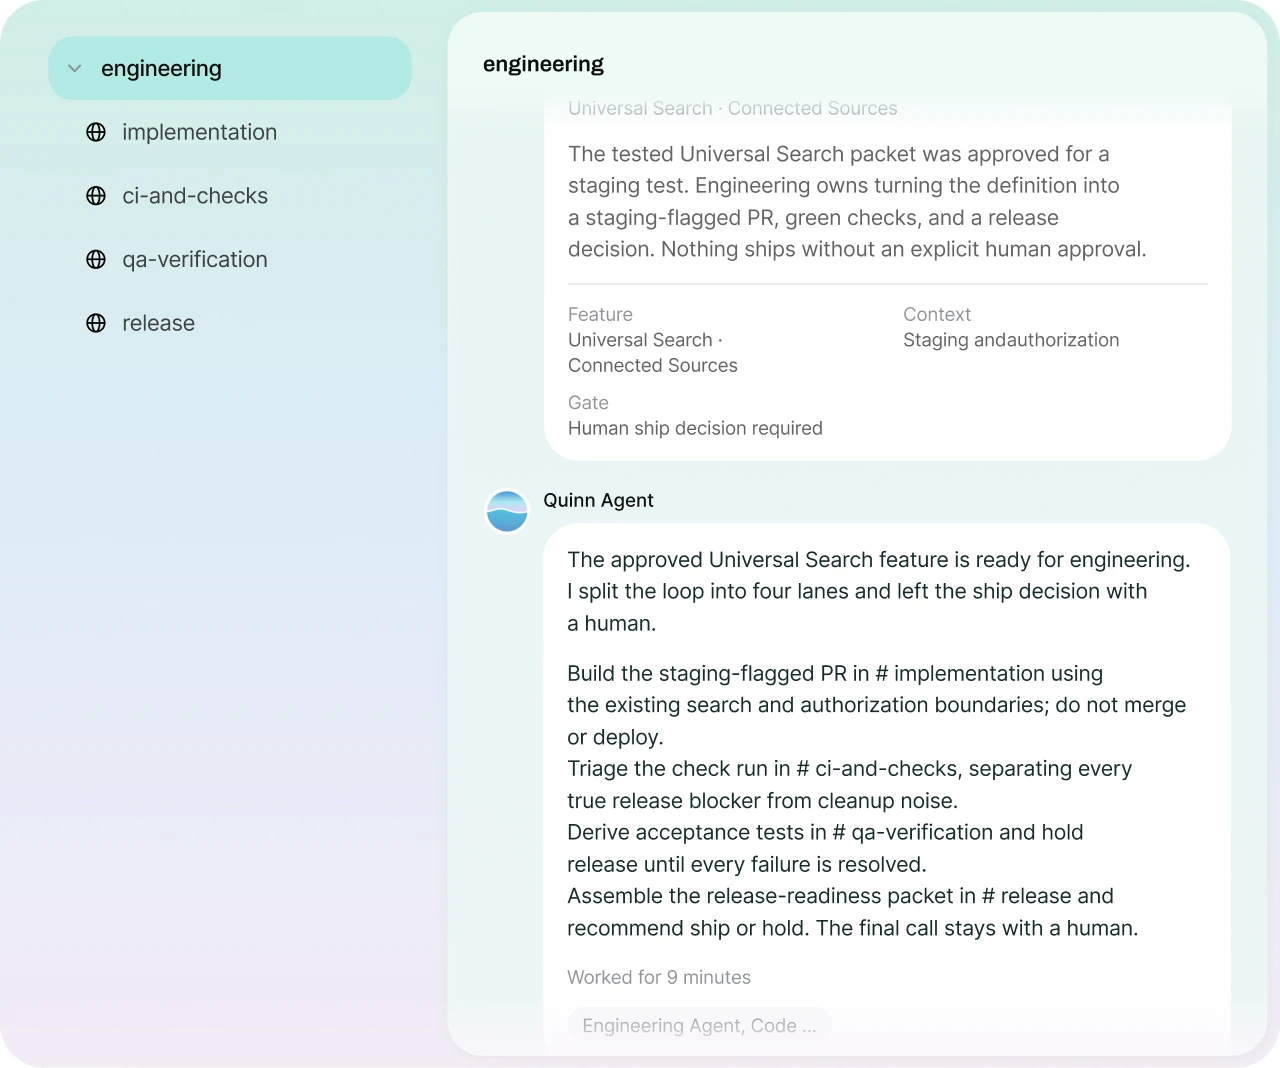 engineering
implementation
ci-and-checks
qa-verification
release
engineering
Universal Search · Connected Sources
The tested Universal Search packet was approved for a
staging test. Engineering owns turning the definition into
a staging-flagged PR, green checks, and a release
decision. Nothing ships without an explicit human approval.
Feature
Universal Search ·
Connected Sources
Context
Staging andauthorization
Gate
Human ship decision required
Quinn Agent
The approved Universal Search feature is ready for engineering.
I split the loop into four lanes and left the ship decision with
a human.
Build the staging-flagged PR in # implementation using
the existing search and authorization boundaries; do not merge
or deploy.
Triage the check run in # ci-and-checks, separating every
true release blocker from cleanup noise.
Derive acceptance tests in # qa-verification and hold
release until every failure is resolved.
Assemble the release-readiness packet in # release and
recommend ship or hold. The final call stays with a human.
Worked for 9 minutes
Engineering Agent, Code ...